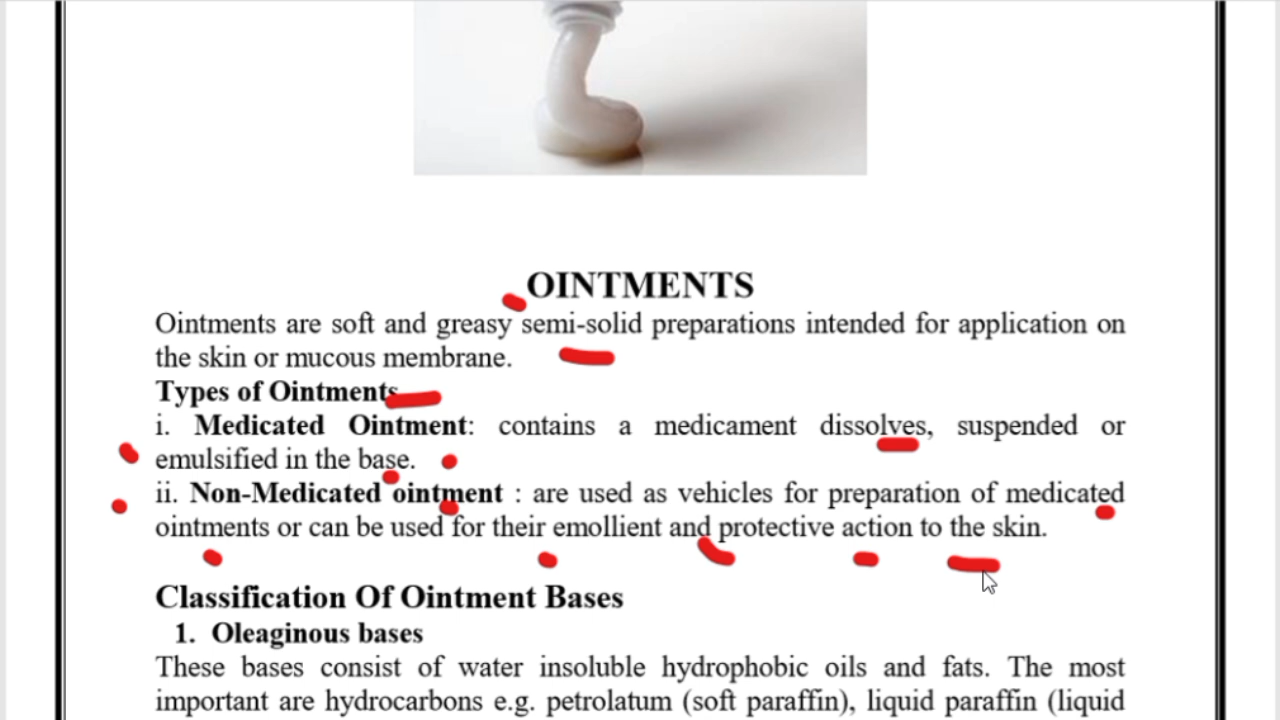 OINTMENTS
Ointments are soft and greasy semi-solid preparations intended for application on
the skin or mucous membrane.
Types of Ointments
i. Medicated Ointment: contains a medicament dissolves, suspended or
emulsified in the base.
ii. Non-Medicated ointment : are used as vehicles for preparation of medicated
ointments or can be used for their emollient and protective action to the skin.
Classification Of Ointment Bases
1. Oleaginous bases
These bases consist of water insoluble hydrophobic oils and fats. The most
important are hydrocarbons e.g. petrolatum (soft paraffin), liquid paraffin (liquid